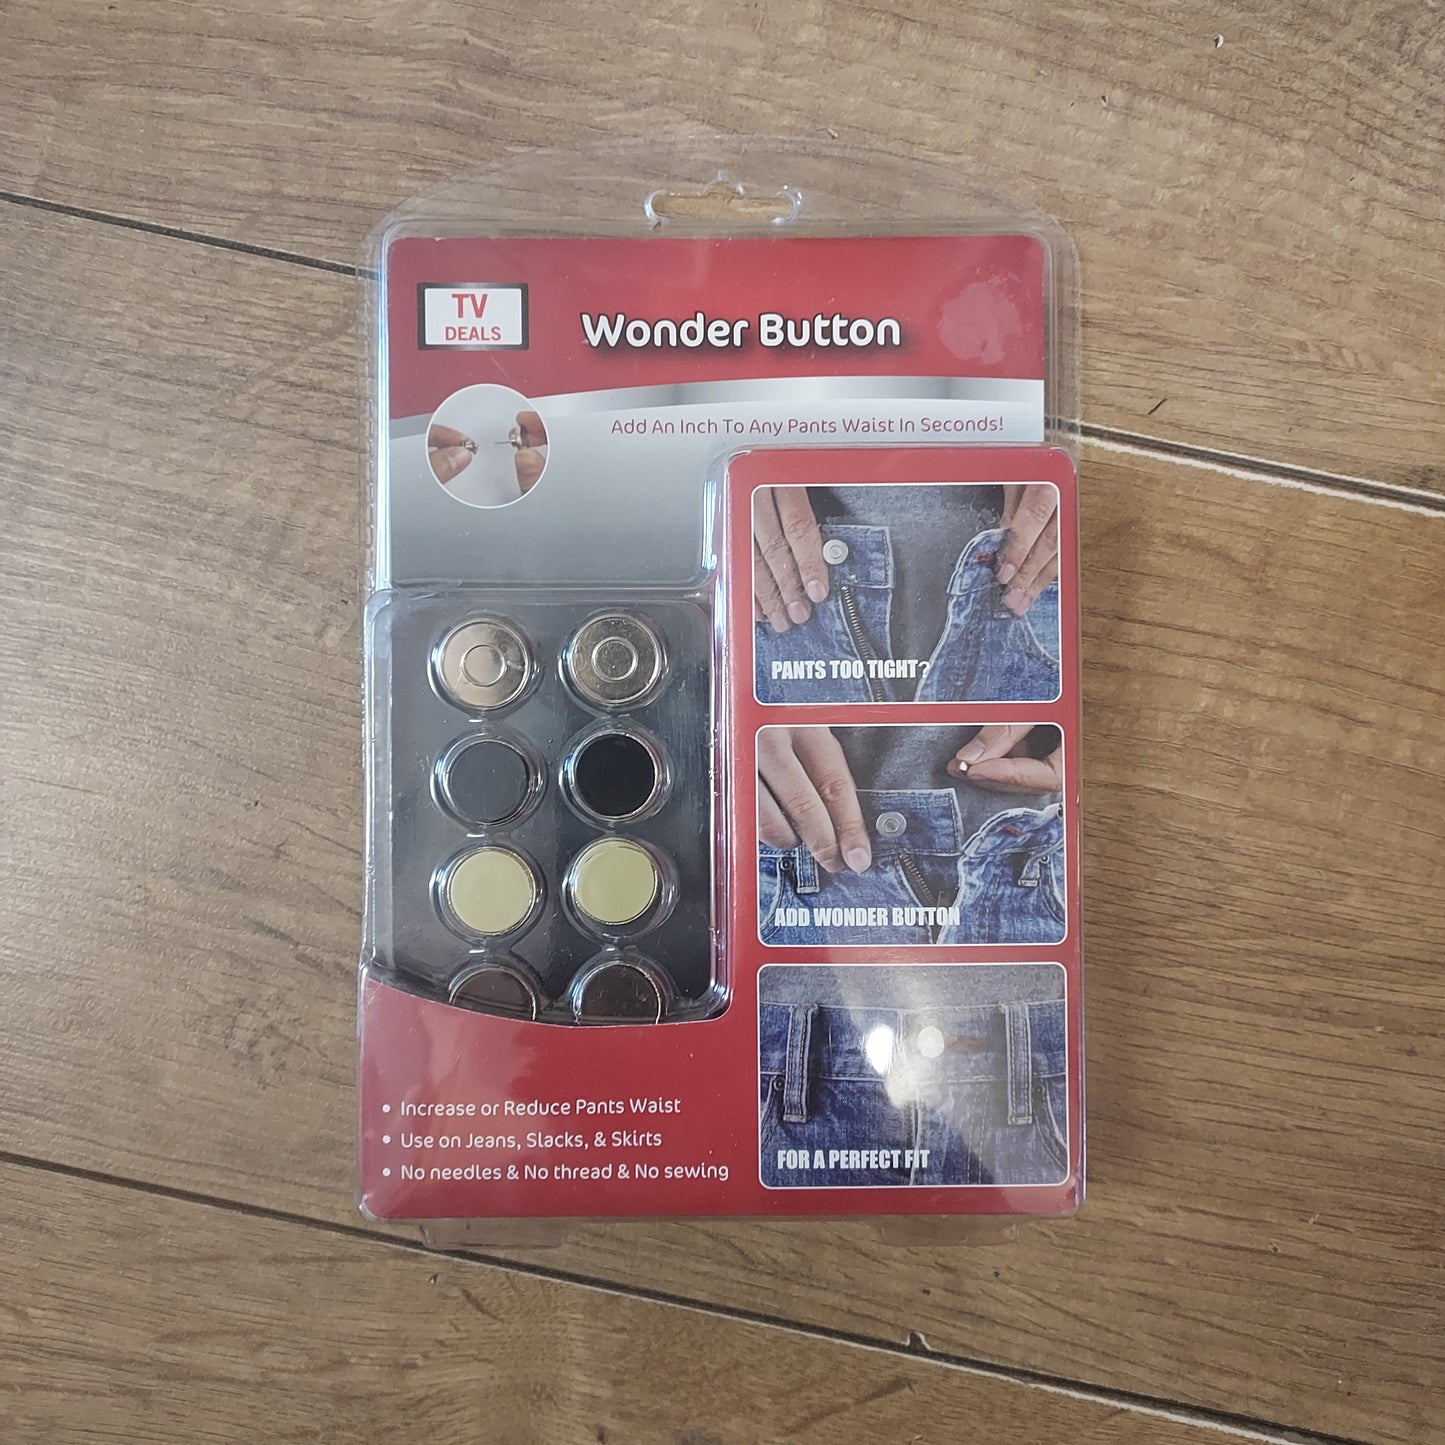 TV
DEALS
Wonder Button
Add An Inch To Any Pants Waist In Seconds!
PANTS TOO TIGHT?
ADD WONDER BUTTON
FOR A PERFECT FIT
• Increase or Reduce Pants Waist
• Use on Jeans, Slacks, & Skirts
• No needles & No thread & No sewing